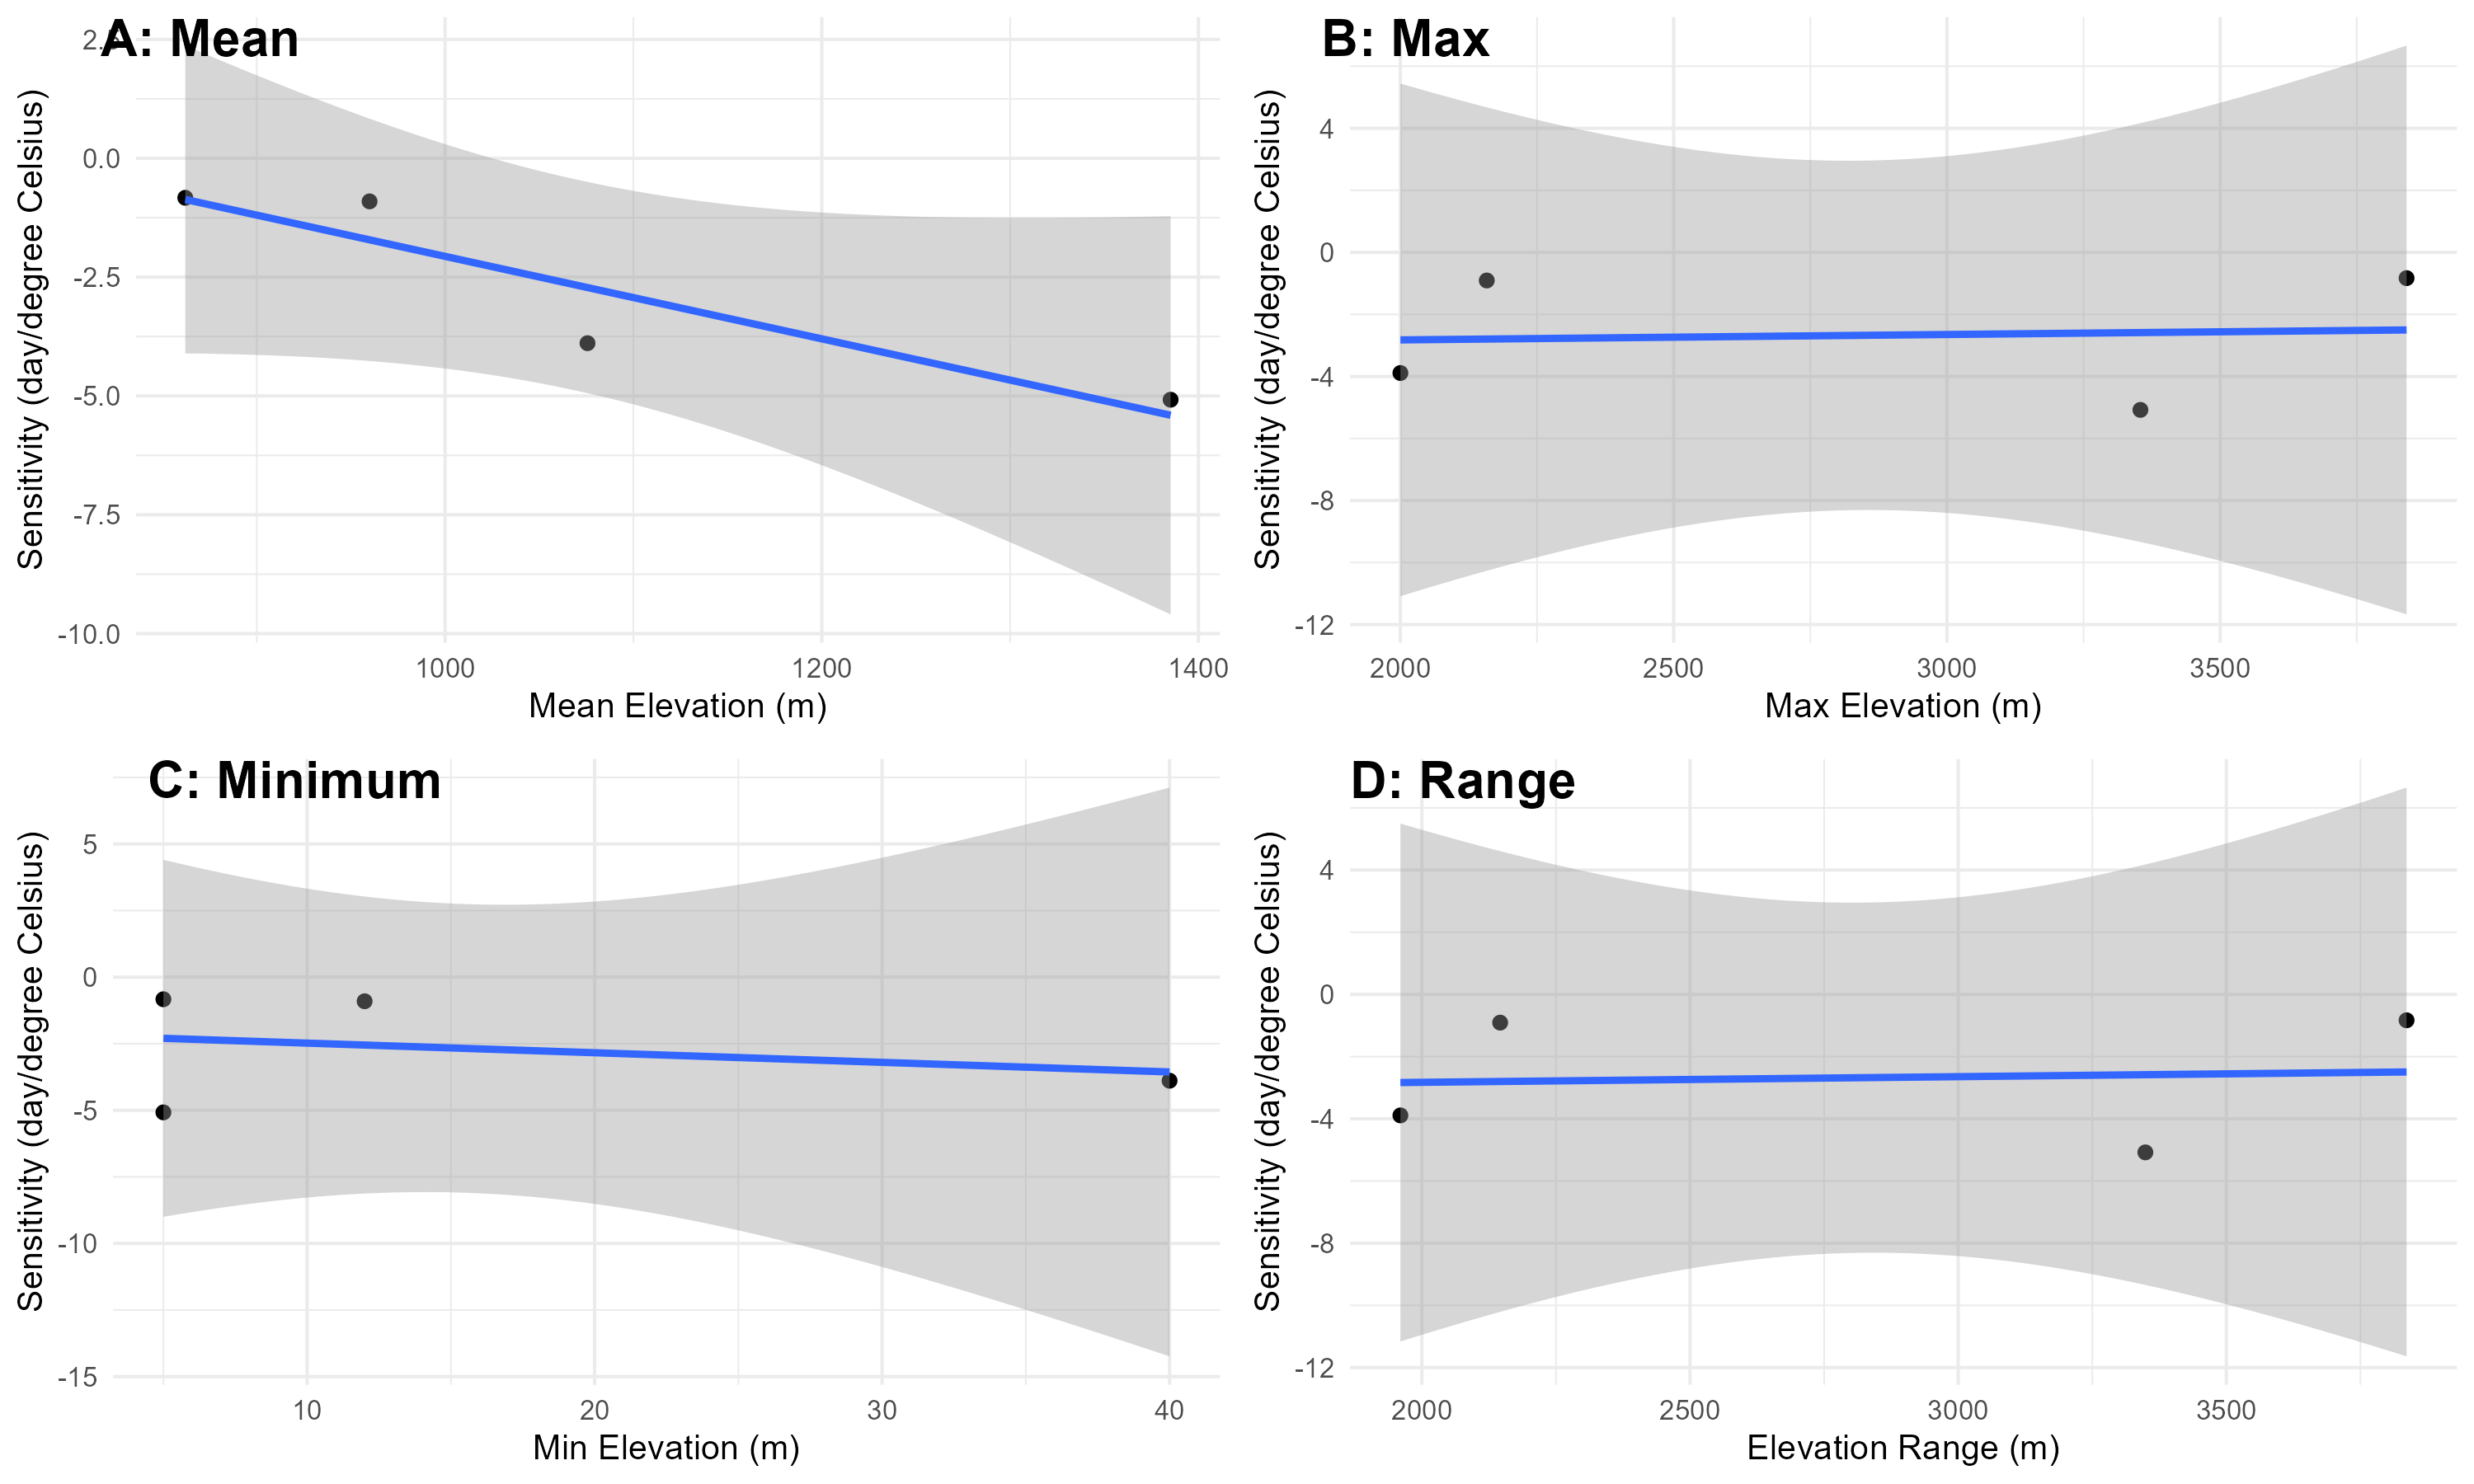 A: Mean
2.5
0.0
-2.5
-5.0
-7.5
-10.0
Sensitivity (day/degree Celsius)
1000 1200 1400
Mean Elevation (m)
B: Max
4
0
-4
-8
-12
Sensitivity (day/degree Celsius)
2000 2500 3000 3500
Max Elevation (m)
C: Minimum
5
0
-5
-10
-15
Sensitivity (day/degree Celsius)
10 20 30 40
Min Elevation (m)
D: Range
4
0
-4
-8
-12
Sensitivity (day/degree Celsius)
2000 2500 3000 3500
Elevation Range (m)